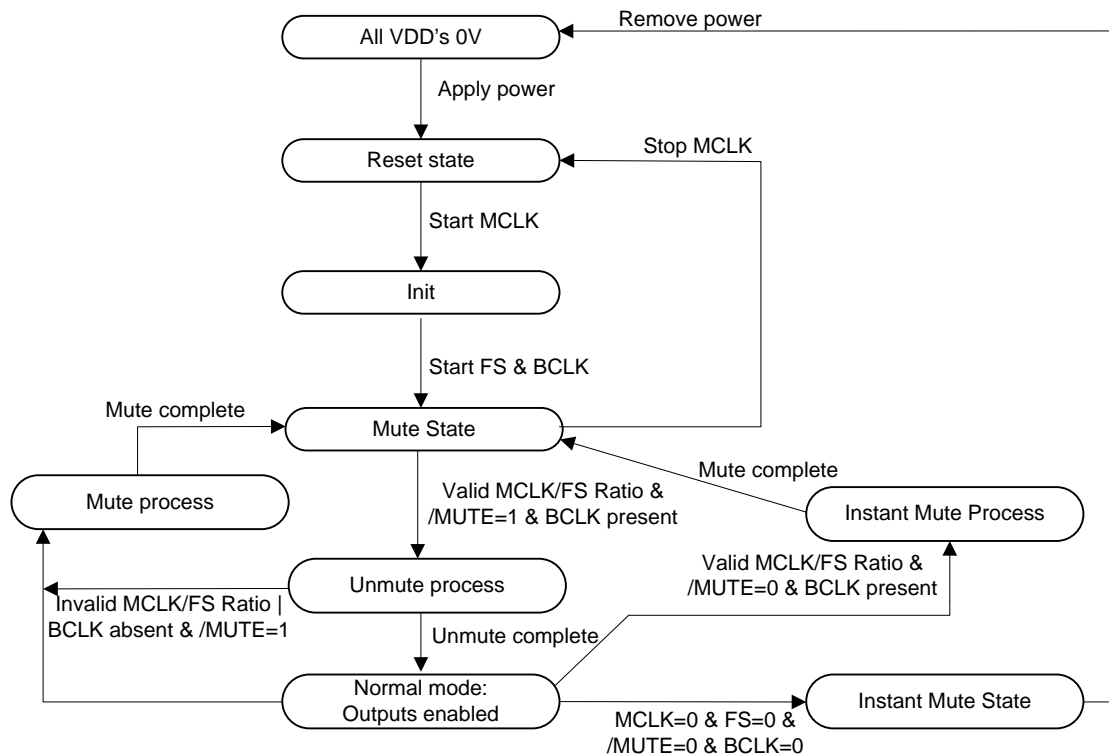 Remove power
All VDD's 0V
Apply power
Stop MCLK
Reset state
Start MCLK
Init
Start FS & BCLK
Mute complete
Mute State
Mute complete
Mute process
Valid MCLK/FS Ratio &
/MUTE=1 & BCLK present
Instant Mute Process
Valid MCLK/FS Ratio &
/MUTE=0 & BCLK present
Unmute process
Invalid MCLK/FS Ratio |
BCLK absent & /MUTE=1
Unmute complete
Normal mode:
Outputs enabled
Instant Mute State
MCLK=0 & FS=0 &
/MUTE=0 & BCLK=0